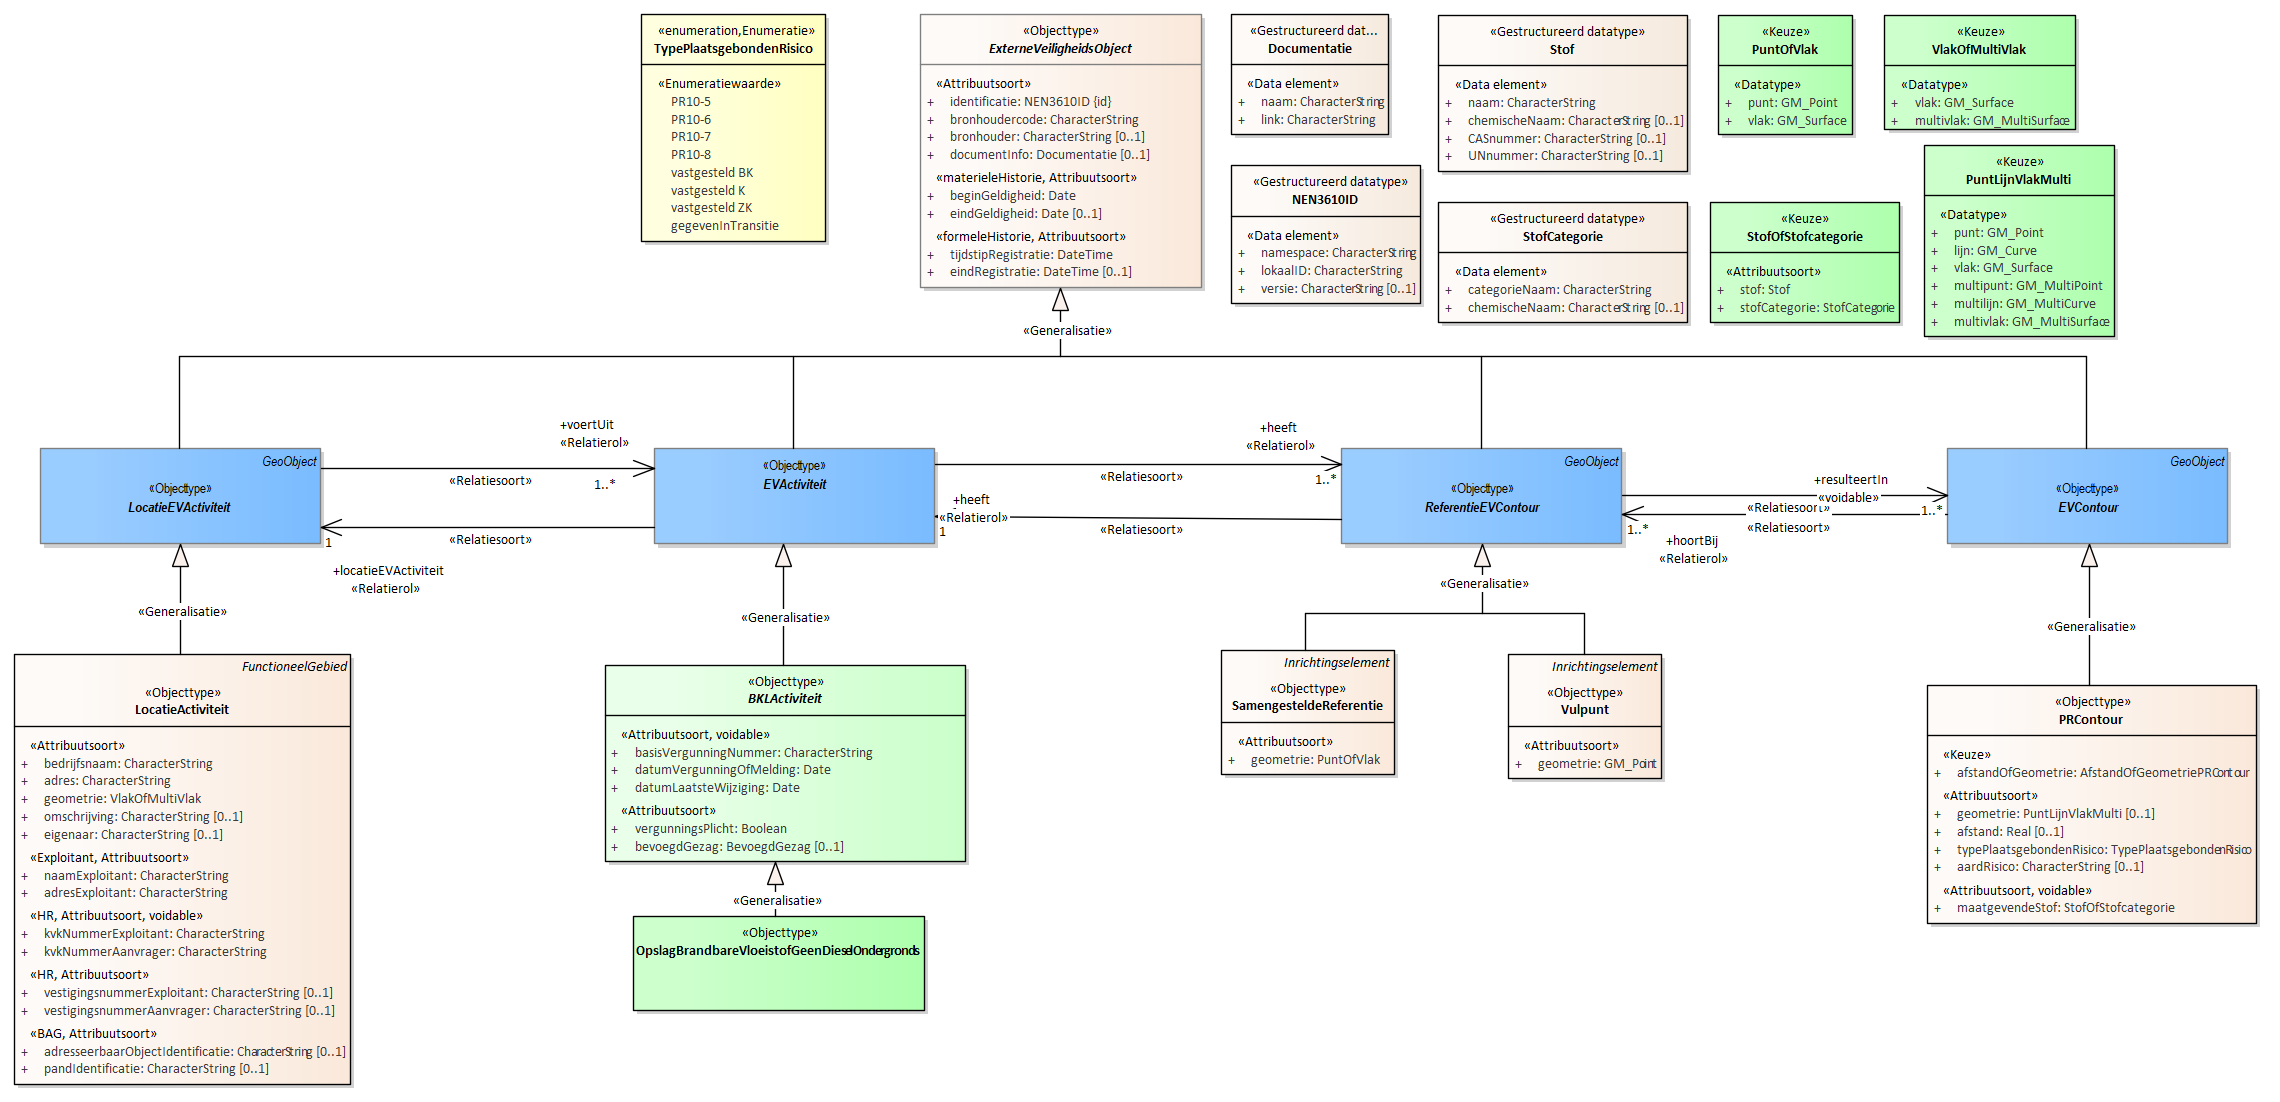 «enumeration,Enumeratie»
TypePlaatsgebondenRisico
«Enumeratiewaarde»
PR10-5
PR10-6
PR10-7
PR10-8
vastgesteld BK
vastgesteld K
vastgesteld ZK
gegevenInTransitie
«Objecttype»
ExterneVeiligheidsObject
«Attribuutsoort»
+ identificatie: NEN3610ID {id}
+ bronhoudercode: CharacterString
+ bronhouder: CharacterString [0..1]
+ documentInfo: Documentatie [0..1]
«materieleHistorie, Attribuutsoort»
+ beginGeldigheid: Date
+ eindGeldigheid: Date [0..1]
«formeleHistorie, Attribuutsoort»
+ tijdstipRegistratie: DateTime
+ eindRegistratie: DateTime [0..1]
«Gestructureerd dat...
Documentatie
«Data element»
+ naam: CharacterString
+ link: CharacterString
«Gestructureerd datatype»
NEN3610ID
«Data element»
+ namespace: CharacterString
+ lokaalID: CharacterString
+ versie: CharacterString [0..1]
«Gestructureerd datatype»
Stof
«Data element»
+ naam: CharacterString
+ chemischeNaam: CharacterString [0..1]
+ CASnummer: CharacterString [0..1]
+ UNnummer: CharacterString [0..1]
«Gestructureerd datatype»
StofCategorie
«Data element»
+ categorieNaam: CharacterString
+ chemischeNaam: CharacterString [0..1]
«Keuze»
PuntOfVlak
«Datatype»
+ punt: GM_Point
+ vlak: GM_Surface
«Keuze»
VlakOfMultiVlak
«Datatype»
+ vlak: GM_Surface
+ multivlak: GM_MultiSurface
«Keuze»
StofOfStofcategorie
«Attribuutsoort»
+ stof: Stof
+ stofCategorie: StofCategorie
«Keuze»
PuntLijnVlakMulti
«Datatype»
+ punt: GM_Point
+ lijn: GM_Curve
+ vlak: GM_Surface
+ multipunt: GM_MultiPoint
+ multilijn: GM_MultiCurve
+ multivlak: GM_MultiSurface
«Generalisatie»
GeoObject
«Objecttype»
LocatieEVActiviteit
+voertUit
«Relatierol»
«Relatiesoort»
1..*
«Relatiesoort»
1
+locatieEVActiviteit
«Relatierol»
«Objecttype»
EVActiviteit
+heeft
«Relatierol»
«Relatiesoort»
1..*
+heeft
«Relatierol»
1
«Relatiesoort»
GeoObject
«Objecttype»
ReferentieEVContour
+resulteertIn
«voidable»
«Relatiesoort»
1..*
«Relatiesoort»
1..*
+hoortBij
«Relatierol»
GeoObject
«Objecttype»
EVContour
«Generalisatie»
«Generalisatie»
«Generalisatie»
«Generalisatie»
FunctioneelGebied
«Objecttype»
LocatieActiviteit
«Attribuutsoort»
+ bedrijfsnaam: CharacterString
+ adres: CharacterString
+ geometrie: VlakOfMultiVlak
+ omschrijving: CharacterString [0..1]
+ eigenaar: CharacterString [0..1]
«Exploitant, Attribuutsoort»
+ naamExploitant: CharacterString
+ adresExploitant: CharacterString
«HR, Attribuutsoort, voidable»
+ kvkNummerExploitant: CharacterString
+ kvkNummerAanvrager: CharacterString
«HR, Attribuutsoort»
+ vestigingsnummerExploitant: CharacterString [0..1]
+ vestigingsnummerAanvrager: CharacterString [0..1]
«BAG, Attribuutsoort»
+ adresseerbaarObjectIdentificatie: CharacterString [0..1]
+ pandIdentificatie: CharacterString [0..1]
«Objecttype»
BKLActiviteit
«Attribuutsoort, voidable»
+ basisVergunningNummer: CharacterString
+ datumVergunningOfMelding: Date
+ datumLaatsteWijziging: Date
«Attribuutsoort»
+ vergunningsPlicht: Boolean
+ bevoegdGezag: BevoegdGezag [0..1]
«Generalisatie»
«Objecttype»
OpslagBrandbareVloeistofGeenDieselOndergronds
Inrichtingselement
«Objecttype»
SamengesteldeReferentie
«Attribuutsoort»
+ geometrie: PuntOfVlak
Inrichtingselement
«Objecttype»
Vulpunt
«Attribuutsoort»
+ geometrie: GM_Point
«Objecttype»
PRContour
«Keuze»
+ afstandOfGeometrie: AfstandOfGeometriePRContour
«Attribuutsoort»
+ geometrie: PuntLijnVlakMulti [0..1]
+ afstand: Real [0..1]
+ typePlaatsgebondenRisico: TypePlaatsgebondenRisico
+ aardRisico: CharacterString [0..1]
«Attribuutsoort, voidable»
+ maatgevendeStof: StofOfStofcategorie